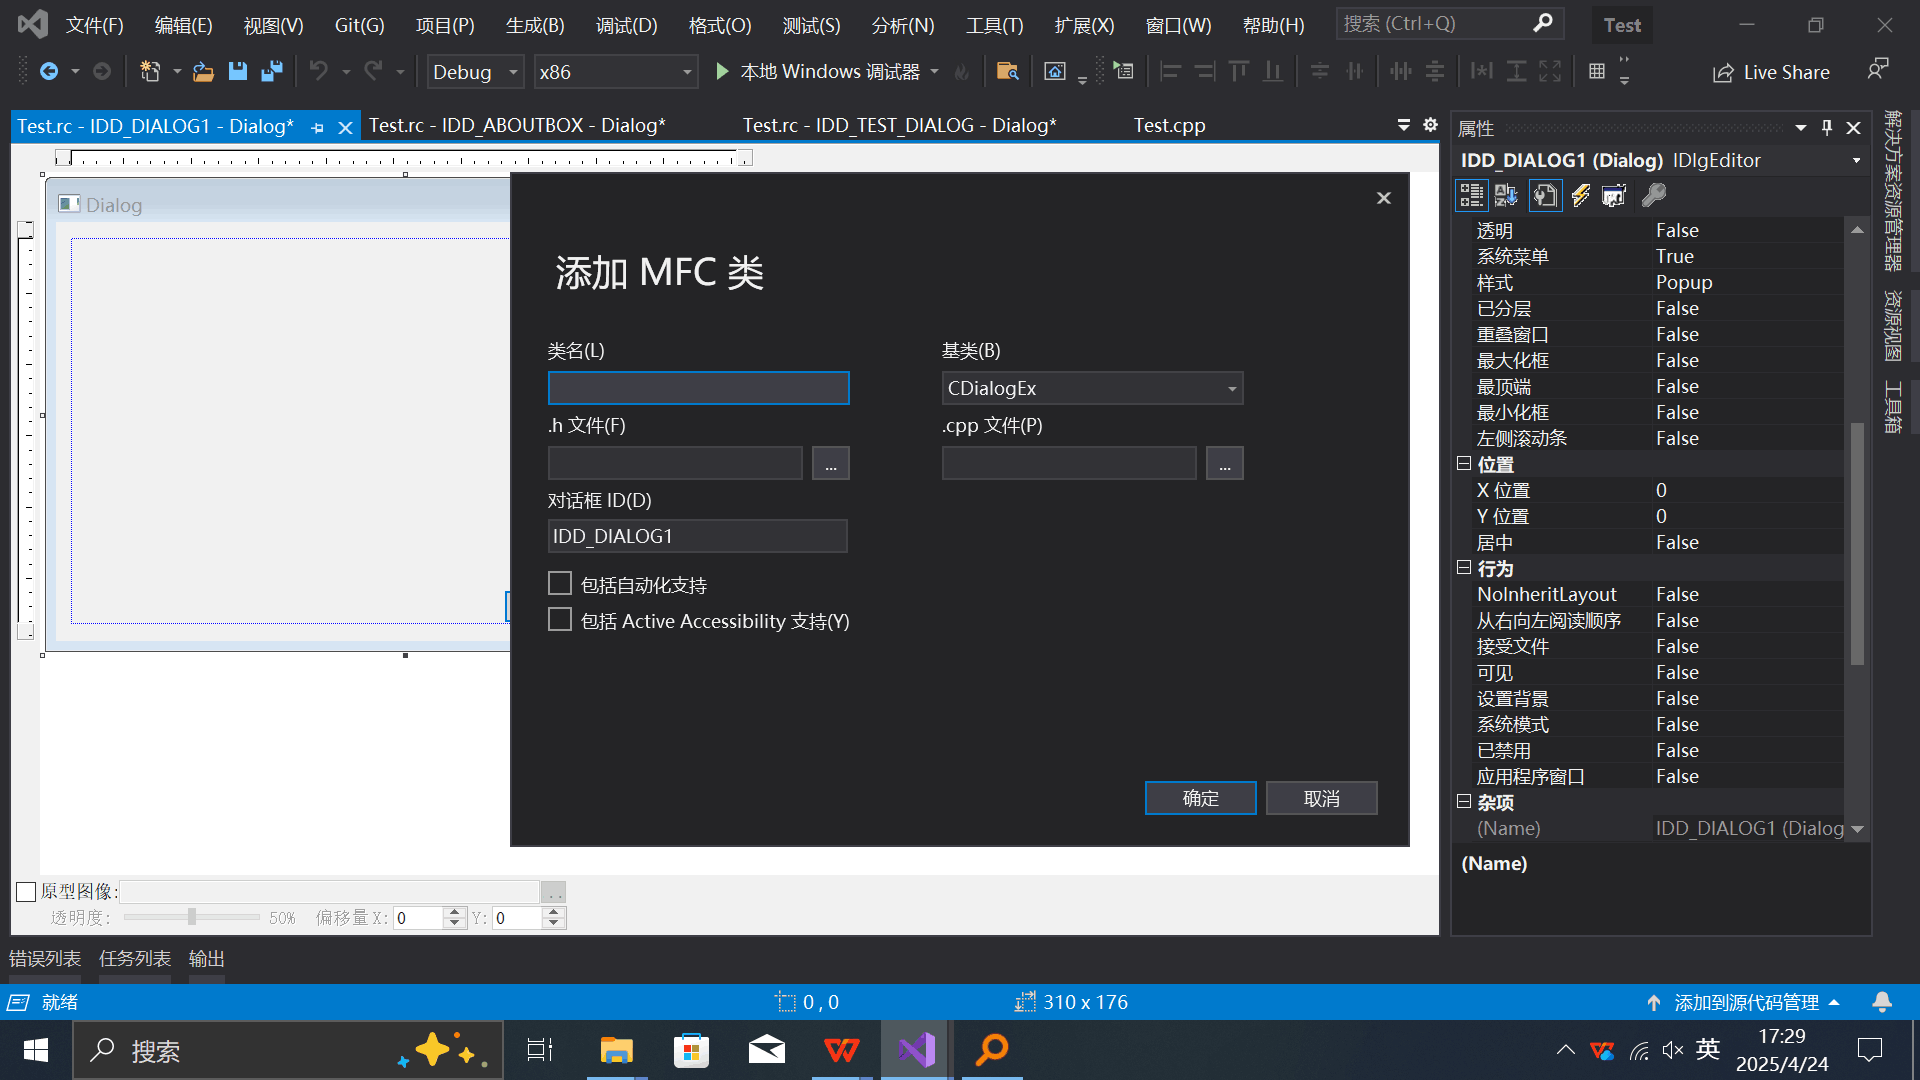 文件(F) 编辑(E) 视图(V) Git(G) 项目(P) 生成(B) 调试(D) 格式(O) 测试(S) 分析(N) 工具(T) 扩展(X) 窗口(W) 帮助(H) 搜索 (Ctrl+Q) Test
Debug x86 本地 Windows 调试器 Live Share
Test.rc - IDD_DIALOG1 - Dialog* Test.rc - IDD_ABOUTBOX - Dialog* Test.rc - IDD_TEST_DIALOG - Dialog* Test.cpp
Dialog
添加 MFC 类
类名(L) 基类(B)
CDialogEx
.h 文件(F) .cpp 文件(P)
... ...
对话框 ID(D)
IDD_DIALOG1
包括自动化支持
包括 Active Accessibility 支持(Y)
确定 取消
原型图像: ..
透明度: 50% 偏移量 X: 0 Y: 0
属性
IDD_DIALOG1 (Dialog) IDlgEditor
透明 False
系统菜单 True
样式 Popup
已分层 False
重叠窗口 False
最大化框 False
最顶端 False
最小化框 False
左侧滚动条 False
位置
X 位置 0
Y 位置 0
居中 False
行为
NoInheritLayout False
从右向左阅读顺序 False
接受文件 False
可见 False
设置背景 False
系统模式 False
已禁用 False
应用程序窗口 False
杂项
(Name) IDD_DIALOG1 (Dialog
(Name)
解决方案资源管理器
资源视图
工具箱
错误列表 任务列表 输出
就绪 0 , 0 310 x 176 添加到源代码管理
搜索 英 17:29
2025/4/24